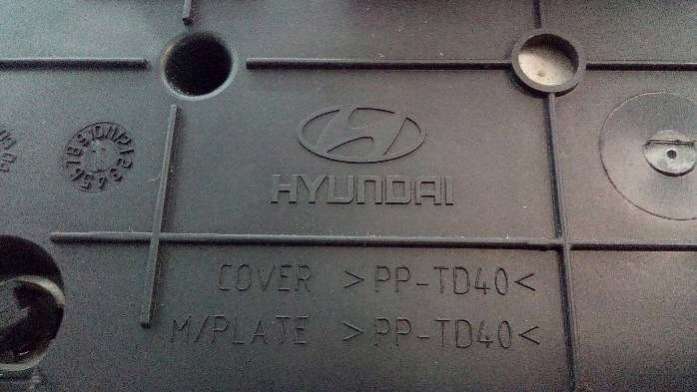 HYUNDAI
COVER >PP-TD40<
M/PLATE >PP-TD40<